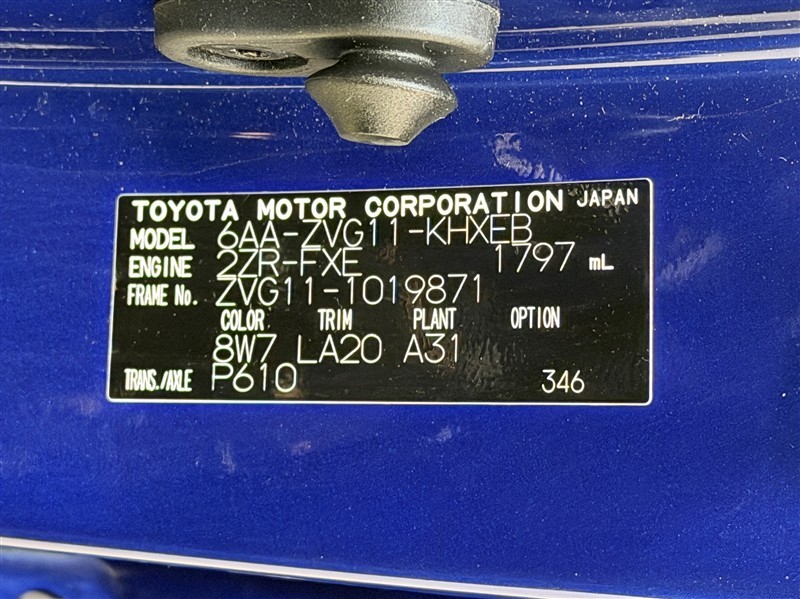 TOYOTA MOTOR CORPORATION JAPAN
MODEL 6AA-ZVG11-KHXEB
ENGINE 2ZR-FXE 1797 mL
FRAME No. ZVG11-1019871
COLOR TRIM PLANT OPTION
8W7 LA20 A31
TRANS./AXLE P610 346